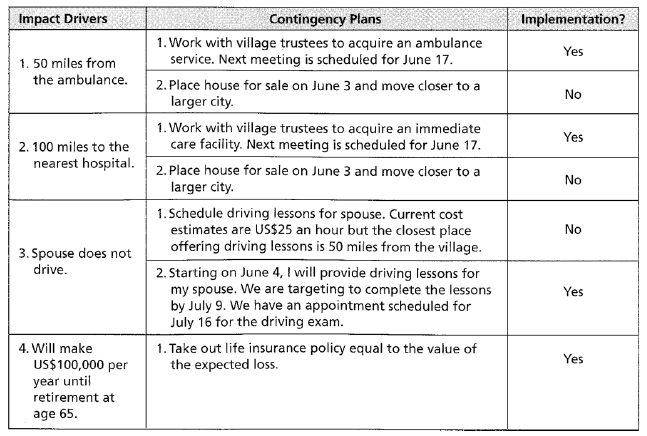 Impact Drivers
Contingency Plans
Implementation?
1. 50 miles from
the ambulance.
1. Work with village trustees to acquire an ambulance
service. Next meeting is scheduled for June 17.
Yes
2. Place house for sale on June 3 and move closer to a
larger city.
No
2. 100 miles to the
nearest hospital.
1. Work with village trustees to acquire an immediate
care facility. Next meeting is scheduled for June 17.
Yes
2. Place house for sale on June 3 and move closer to a
larger city.
No
3. Spouse does not
drive.
1. Schedule driving lessons for spouse. Current cost
estimates are US$25 an hour but the closest place
offering driving lessons is 50 miles from the village.
No
2. Starting on June 4, I will provide driving lessons for
my spouse. We are targeting to complete the lessons
by July 9. We have an appointment scheduled for
July 16 for the driving exam.
Yes
4. Will make
US$100,000 per
year until
retirement at
age 65.
1. Take out life insurance policy equal to the value of
the expected loss.
Yes